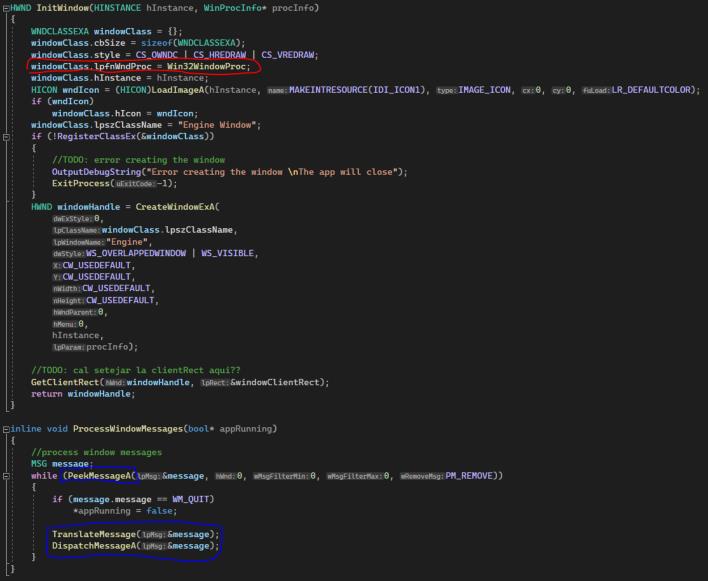 HWND InitWindow(HINSTANCE hInstance, WinProcInfo* procInfo)
{
WNDCLASSEXA windowClass = {};
windowClass.cbSize = sizeof(WNDCLASSEXA);
windowClass.style = CS_OWNDC | CS_HREDRAW | CS_VREDRAW;
windowClass.lpfnWndProc = Win32WindowProc;
windowClass.hInstance = hInstance;
HICON wndIcon = (HICON)LoadImageA(hInstance, name:MAKEINTRESOURCE(IDI_ICON1), type:IMAGE_ICON, cx:0, cy:0, fuLoad:LR_DEFAULTCOLOR);
if (wndIcon)
windowClass.hIcon = wndIcon;
windowClass.lpszClassName = "Engine Window";
if (!RegisterClassEx(&windowClass))
{
//TODO: error creating the window
OutputDebugString("Error creating the window \nThe app will close");
ExitProcess(uExitCode:-1);
}
HWND windowHandle = CreateWindowExA(
dwExStyle:0,
lpClassName:windowClass.lpszClassName,
lpWindowName:"Engine",
dwStyle:WS_OVERLAPPEDWINDOW | WS_VISIBLE,
X:CW_USEDEFAULT,
Y:CW_USEDEFAULT,
nWidth:CW_USEDEFAULT,
nHeight:CW_USEDEFAULT,
hWndParent:0,
hMenu:0,
hInstance,
lpParam:procInfo);
//TODO: cal setejar la clientRect aqui??
GetClientRect(hWnd:windowHandle, lpRect:&windowClientRect);
return windowHandle;
}
inline void ProcessWindowMessages(bool* appRunning)
{
//process window messages
MSG message;
while (PeekMessageA(lpMsg:&message, hWnd:0, wMsgFilterMin:0, wMsgFilterMax:0, wRemoveMsg:PM_REMOVE))
{
if (message.message == WM_QUIT)
*appRunning = false;
TranslateMessage(lpMsg:&message);
DispatchMessageA(lpMsg:&message);
}
}